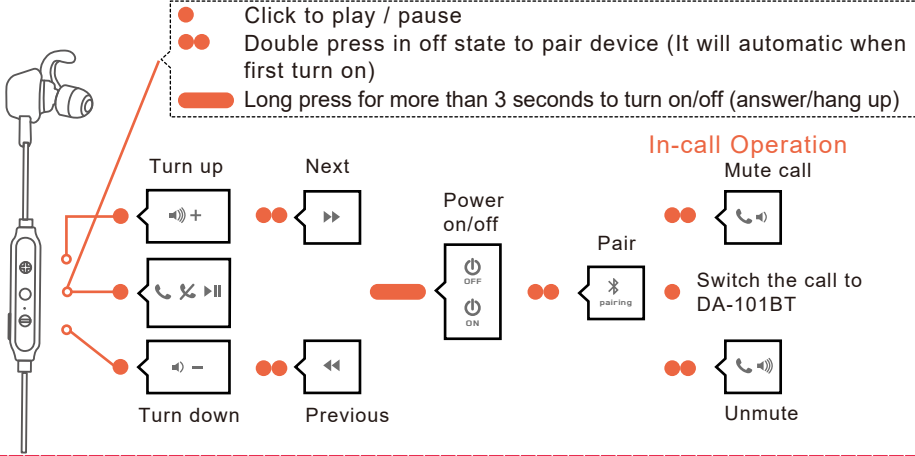 Click to play / pause
Double press in off state to pair device (It will automatic when
first turn on)
Long press for more than 3 seconds to turn on/off (answer/hang up)
In-call Operation
Turn up
Next
Mute call
Power
on/off
OFF
ON
Pair
pairing
Switch the call to
DA-101BT
Turn down
Previous
Unmute